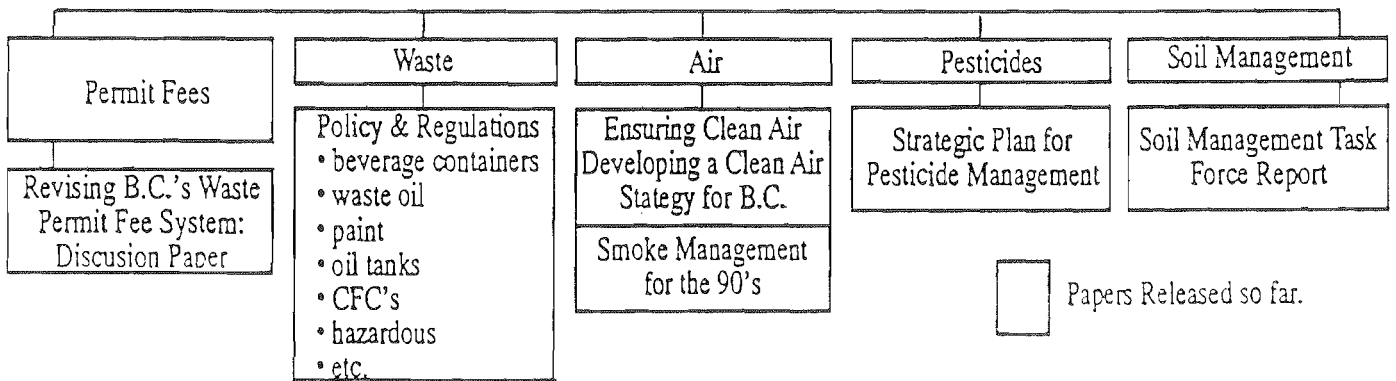 Permit Fees
Revising B.C.'s Waste
Permit Fee System:
Discusion Paper
Waste
Policy & Regulations
• beverage containers
• waste oil
• paint
• oil tanks
• CFC's
• hazardous
• etc.
Air
Ensuring Clean Air
Developing a Clean Air
Stategy for B.C.
Smoke Management
for the 90's
Pesticides
Strategic Plan for
Pesticide Management
Soil Management
Soil Management Task
Force Report
Papers Released so far.